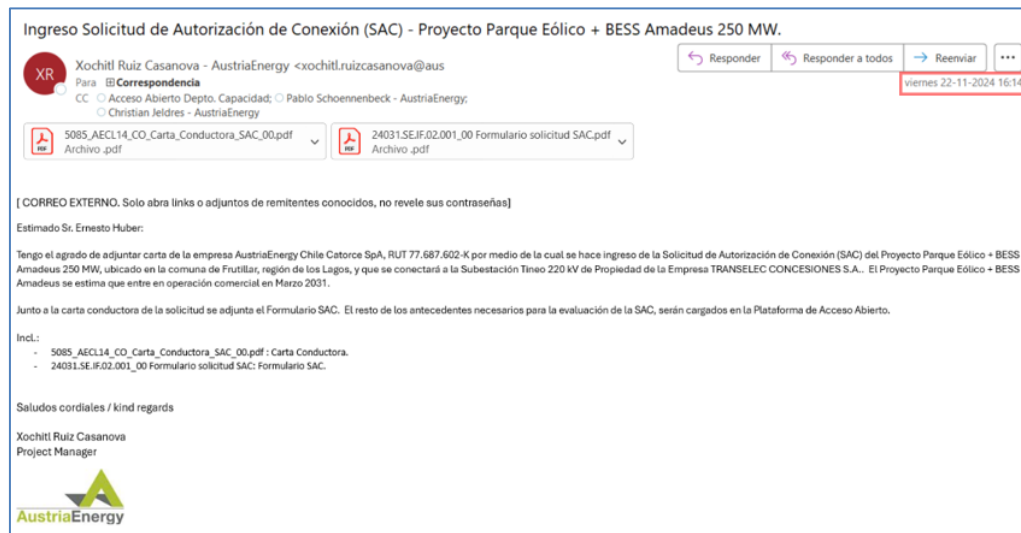 Ingreso Solicitud de Autorización de Conexión (SAC) - Proyecto Parque Eólico + BESS Amadeus 250 MW.
XR
Xochitl Ruiz Casanova - AustriaEnergy <xochitl.ruizcasanova@aus
Responder
Responder a todos
Reenviar
...
Para Correspondencia
viernes 22-11-2024 16:14
CC Acceso Abierto Depto. Capacidad; Pablo Schoennenbeck - AustriaEnergy;
Christian Jeldres - AustriaEnergy
5085_AECL14_CO_Carta_Conductora_SAC_00.pdf
Archivo .pdf
24031.SE.IF.02.001_00 Formulario solicitud SAC.pdf
Archivo .pdf
[ CORREO EXTERNO. Solo abra links o adjuntos de remitentes conocidos, no revele sus contraseñas]
Estimado Sr. Ernesto Huber:
Tengo el agrado de adjuntar carta de la empresa AustriaEnergy Chile Catorce SpA, RUT 77.687.602-K por medio de la cual se hace ingreso de la Solicitud de Autorización de Conexión (SAC) del Proyecto Parque Eólico + BESS
Amadeus 250 MW, ubicado en la comuna de Frutillar, región de los Lagos, y que se conectará a la Subestación Tineo 220 kV de Propiedad de la Empresa TRANSELEC CONCESIONES S.A.. El Proyecto Parque Eólico + BESS
Amadeus se estima que entre en operación comercial en Marzo 2031.
Junto a la carta conductora de la solicitud se adjunta el Formulario SAC. El resto de los antecedentes necesarios para la evaluación de la SAC, serán cargados en la Plataforma de Acceso Abierto.
Incl.:
- 5085_AECL14_CO_Carta_Conductora_SAC_00.pdf : Carta Conductora.
- 24031.SE.IF.02.001_00 Formulario solicitud SAC: Formulario SAC.
Saludos cordiales / kind regards
Xochitl Ruiz Casanova
Project Manager
AustriaEnergy